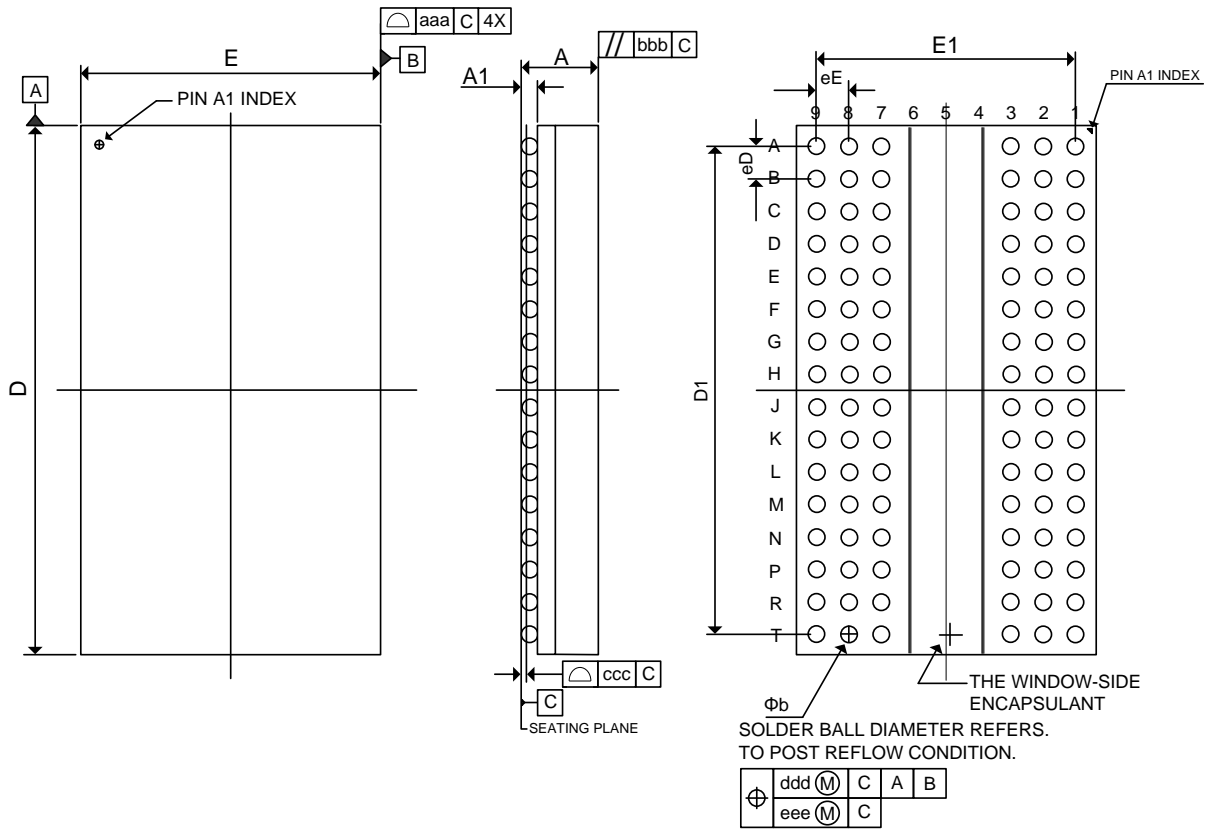 aaa C 4X
E
B
A
PIN A1 INDEX
D
A
// bbb C
A1
ccc C
C
SEATING PLANE
E1
eE
PIN A1 INDEX
9 8 7 6 5 4 3 2 1
eD
D1
A
B
C
D
E
F
G
H
J
K
L
M
N
P
R
T
THE WINDOW-SIDE
ENCAPSULANT
Φb
SOLDER BALL DIAMETER REFERS.
TO POST REFLOW CONDITION.
ddd M C A B
eee M C